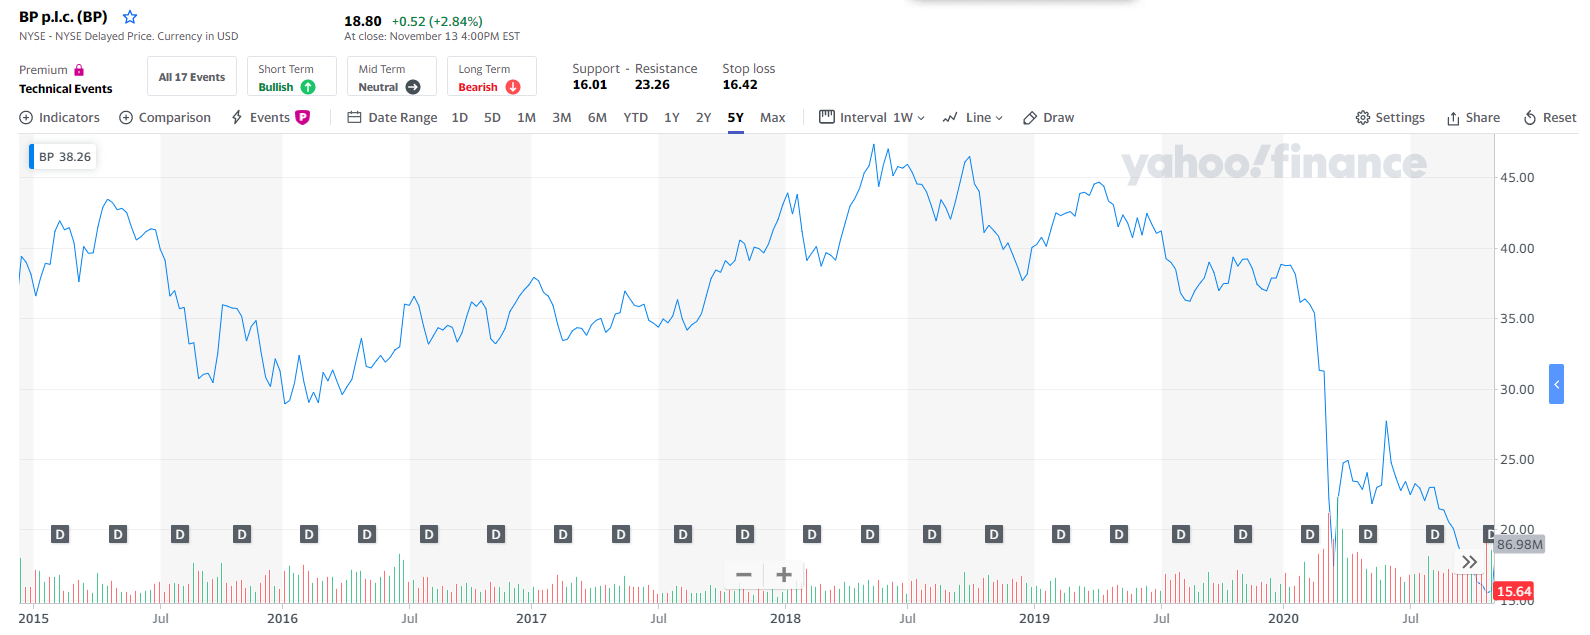 BP p.l.c. (BP)
NYSE - NYSE Delayed Price. Currency in USD
18.80 +0.52 (+2.84%)
At close: November 13 4:00PM EST
Premium
Technical Events
All 17 Events
Short Term
Bullish
Mid Term
Neutral
Long Term
Bearish
Support - Resistance
16.01 23.26
Stop loss
16.42
Indicators Comparison Events P Date Range 1D 5D 1M 3M 6M YTD 1Y 2Y 5Y Max Interval 1W Line Draw Settings Share Reset
BP 38.26
yahoo!finance
45.00
40.00
35.00
30.00
25.00
20.00
D D D D D D D D D D D D D D D D D D D D D D D D
86.98M
15.64
15.00
2015 Jul 2016 Jul 2017 Jul 2018 Jul 2019 Jul 2020 Jul